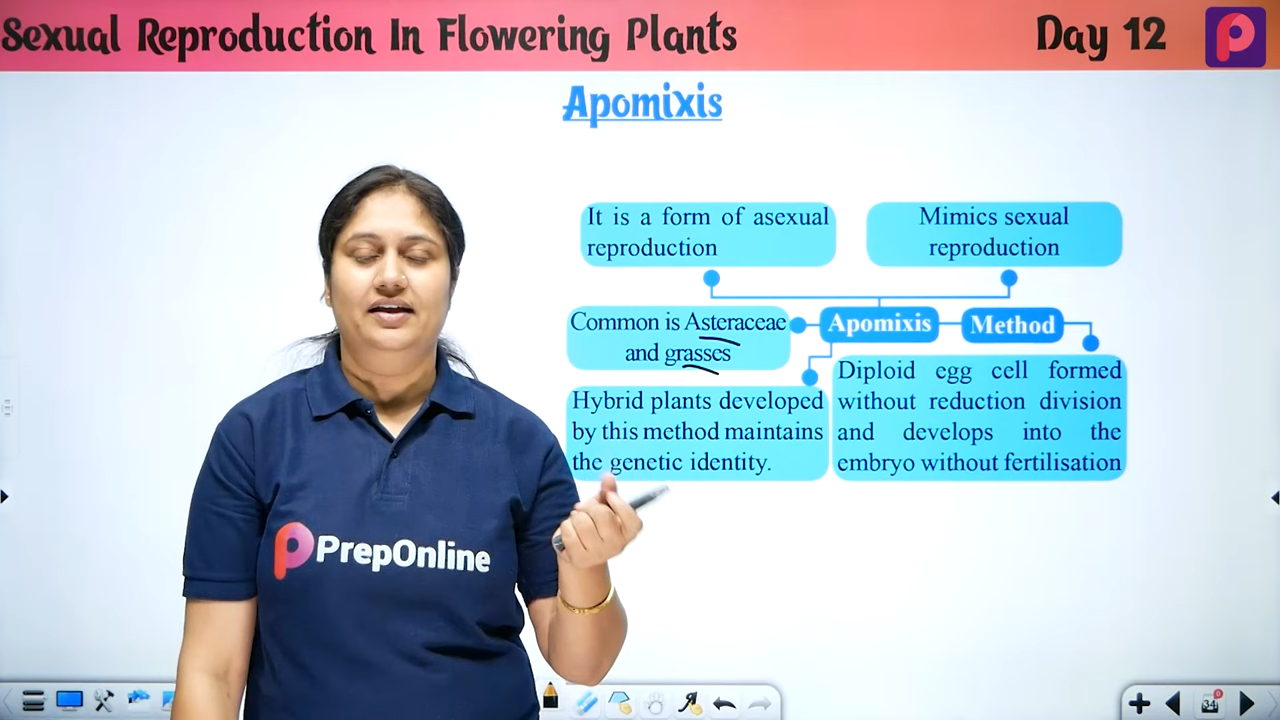 Sexual Reproduction In Flowering Plants
Day 12
Apomixis
It is a form of asexual
reproduction
Mimics sexual
reproduction
Common is Asteraceae
and grasses
Apomixis
Method
Hybrid plants developed
by this method maintains
the genetic identity.
Diploid egg cell formed
without reduction division
and develops into the
embryo without fertilisation
PrepOnline
34